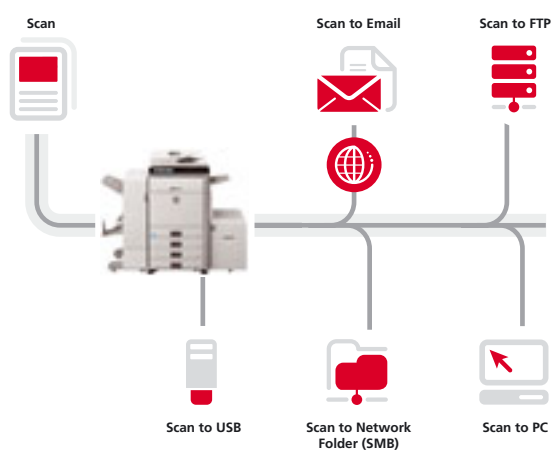 Scan
Scan to Email
Scan to FTP
Scan to USB
Scan to Network
Folder (SMB)
Scan to PC